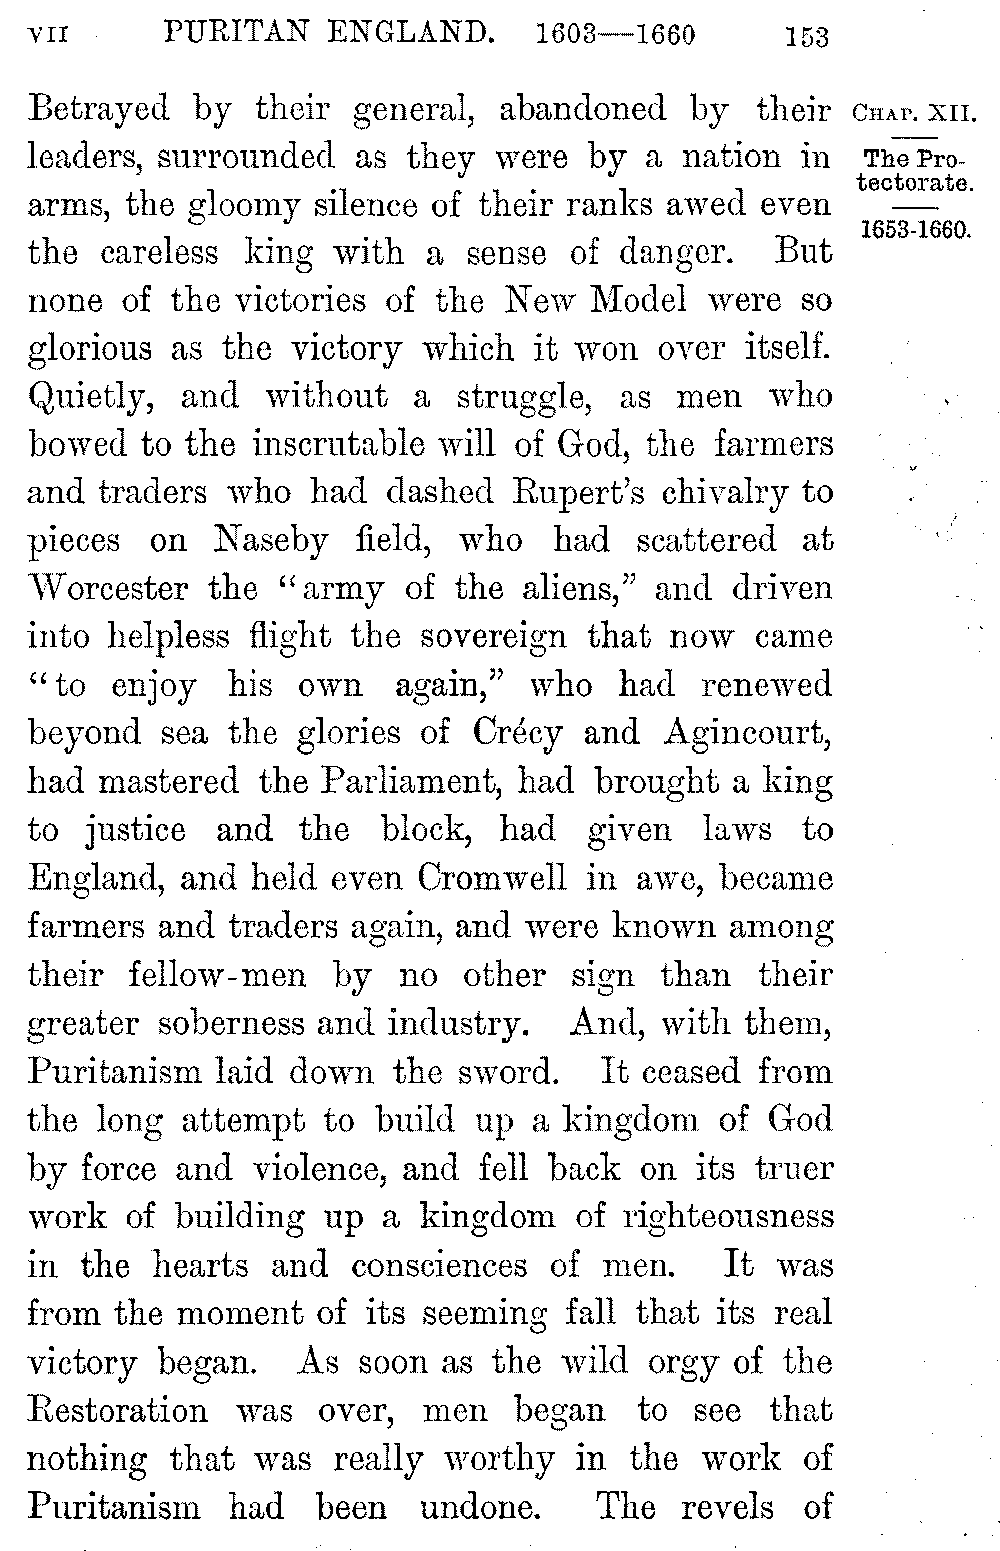 VII PURITAN ENGLAND. 1603—1660 153
Betrayed by their general, abandoned by their
leaders, surrounded as they were by a nation in
arms, the gloomy silence of their ranks awed even
the careless king with a sense of danger. But
none of the victories of the New Model were so
glorious as the victory which it won over itself.
Quietly, and without a struggle, as men who
bowed to the inscrutable will of God, the farmers
and traders who had dashed Rupert's chivalry to
pieces on Naseby field, who had scattered at
Worcester the "army of the aliens," and driven
into helpless flight the sovereign that now came
"to enjoy his own again," who had renewed
beyond sea the glories of Crécy and Agincourt,
had mastered the Parliament, had brought a king
to justice and the block, had given laws to
England, and held even Cromwell in awe, became
farmers and traders again, and were known among
their fellow-men by no other sign than their
greater soberness and industry. And, with them,
Puritanism laid down the sword. It ceased from
the long attempt to build up a kingdom of God
by force and violence, and fell back on its truer
work of building up a kingdom of righteousness
in the hearts and consciences of men. It was
from the moment of its seeming fall that its real
victory began. As soon as the wild orgy of the
Restoration was over, men began to see that
nothing that was really worthy in the work of
Puritanism had been undone. The revels of
CHAP. XII.
The Pro-
tectorate.
1653-1660.